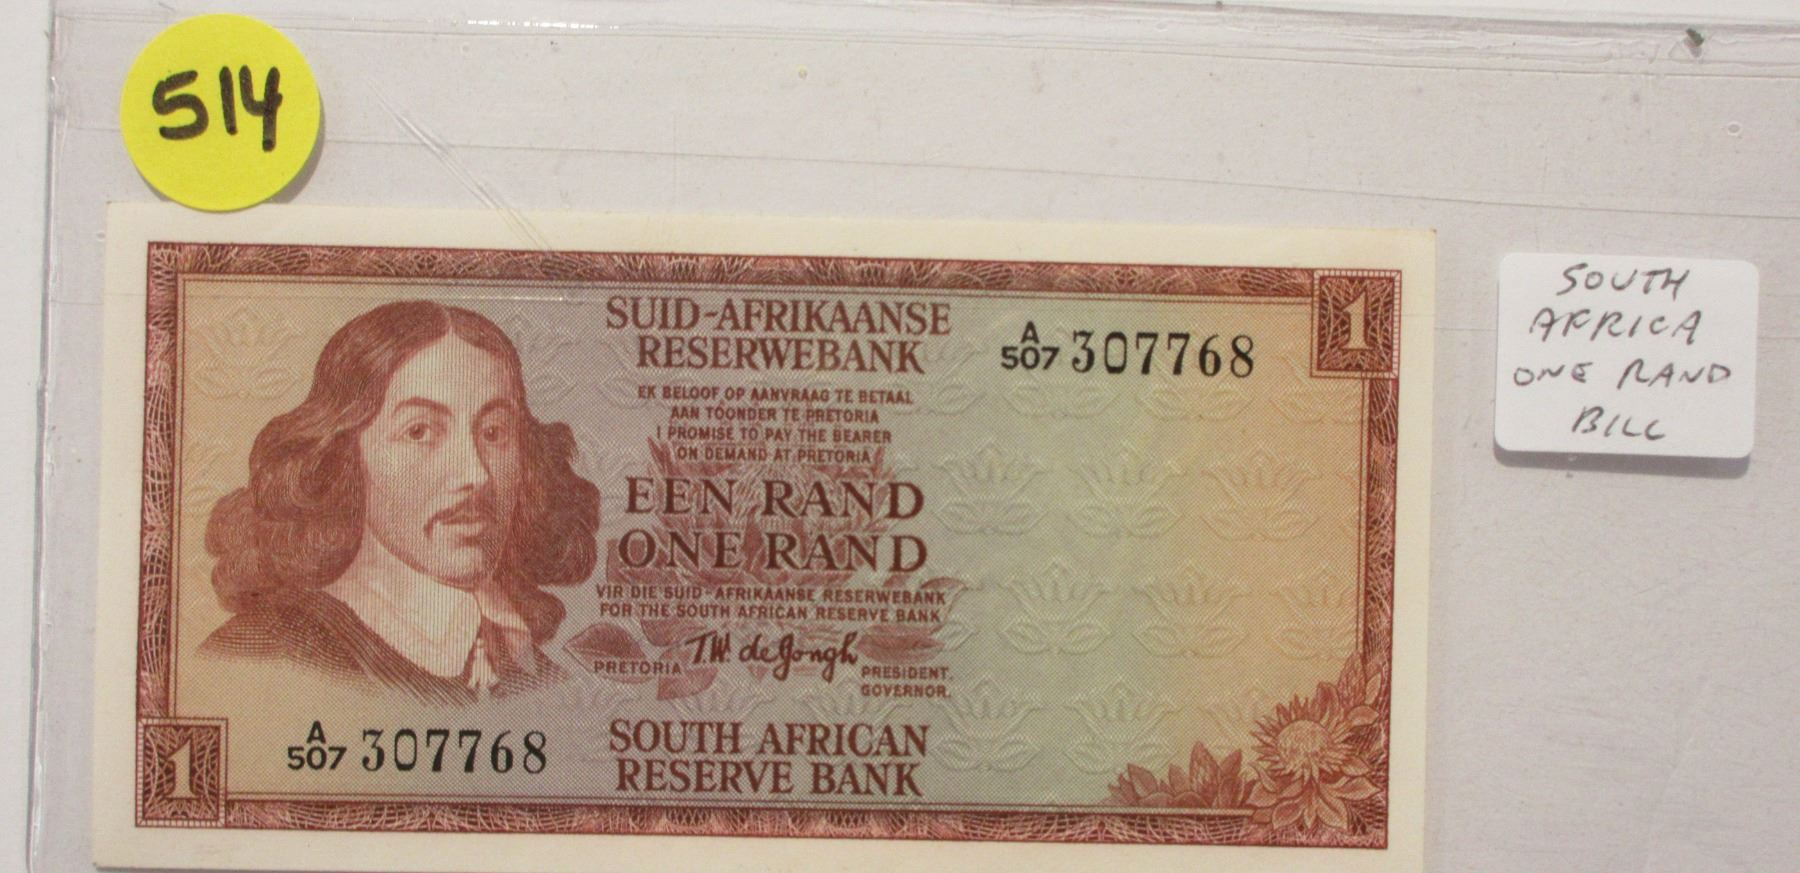 514
SUID-AFRIKAANSE
RESERWEBANK
A/507 307768
1
EK BELOOF OP AANVRAAG TE BETAAL
AAN TOONDER TE PRETORIA
I PROMISE TO PAY THE BEARER
ON DEMAND AT PRETORIA
EEN RAND
ONE RAND
VIR DIE SUID-AFRIKAANSE RESERWEBANK
FOR THE SOUTH AFRICAN RESERVE BANK
PRETORIA T.W. de Jongh PRESIDENT.
GOVERNOR.
1
A/507 307768
SOUTH AFRICAN
RESERVE BANK
SOUTH
AFRICA
ONE RAND
BILL